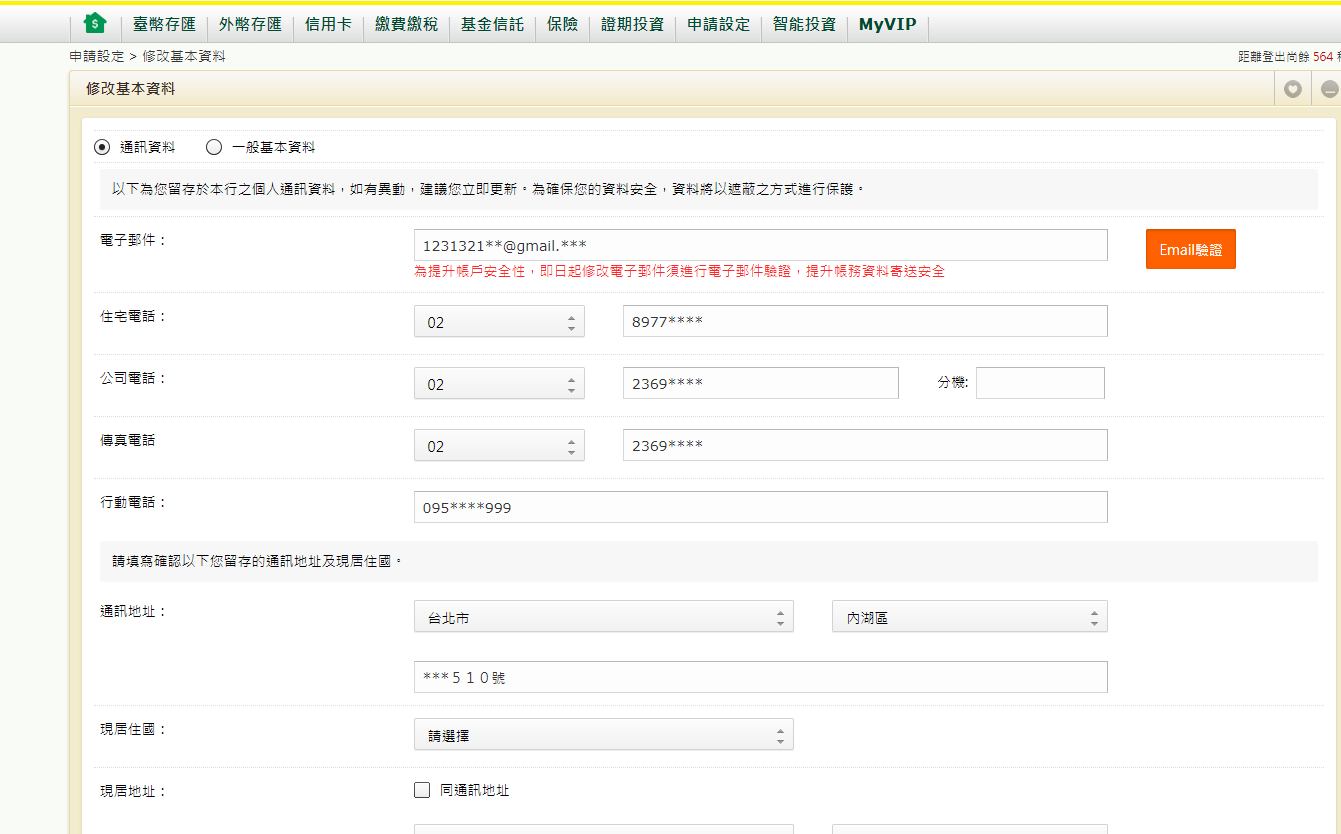 臺幣存匯 外幣存匯 信用卡 繳費繳稅 基金信託 保險 證期投資 申請設定 智能投資 MyVIP
申請設定 > 修改基本資料 距離登出尚餘 564
修改基本資料
通訊資料 一般基本資料
以下為您留存於本行之個人通訊資料，如有異動，建議您立即更新。為確保您的資料安全，資料將以遮蔽之方式進行保護。
電子郵件： 1231321**@gmail.*** Email驗證
為提升帳戶安全性，即日起修改電子郵件須進行電子郵件驗證，提升帳務資料寄送安全
住宅電話： 02 8977****
公司電話： 02 2369**** 分機:
傳真電話 02 2369****
行動電話： 095****999
請填寫確認以下您留存的通訊地址及現居住國。
通訊地址： 台北市 內湖區
***５１０號
現居住國： 請選擇
現居地址： 同通訊地址